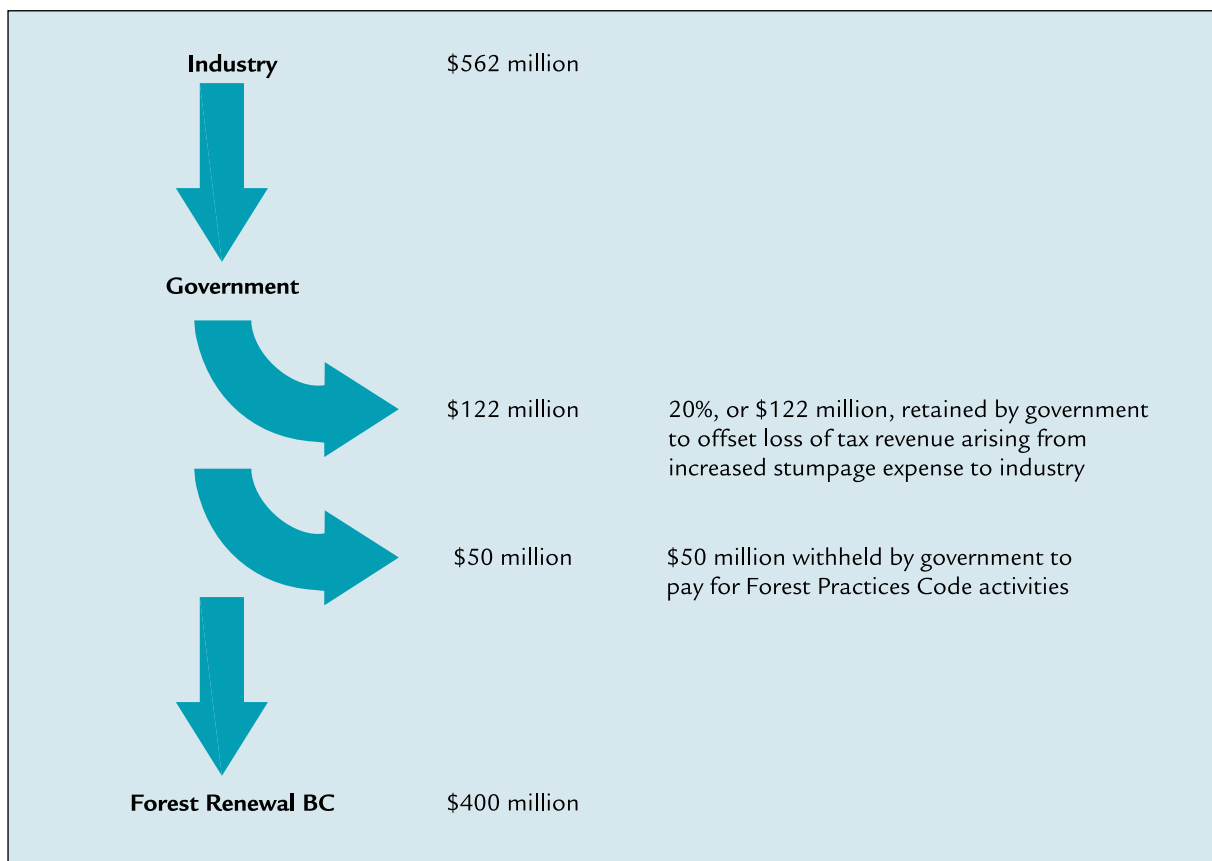 Industry $562 million
Government
$122 million 20%, or $122 million, retained by government
to offset loss of tax revenue arising from
increased stumpage expense to industry
$50 million $50 million withheld by government to
pay for Forest Practices Code activities
Forest Renewal BC $400 million